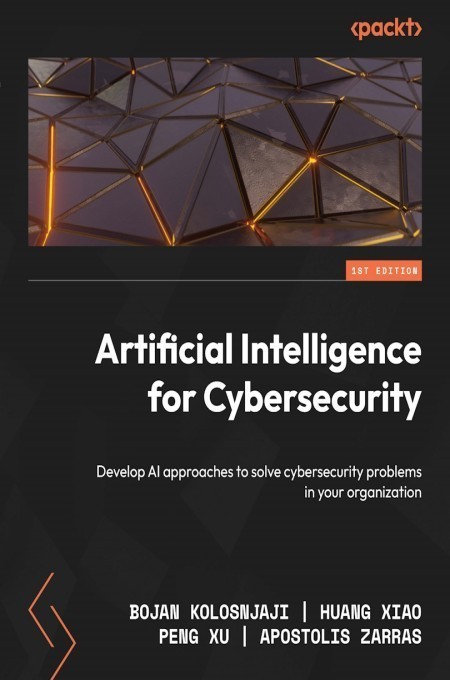 <packt>
1ST EDITION
Artificial Intelligence
for Cybersecurity
Develop AI approaches to solve cybersecurity problems
in your organization
BOJAN KOLOSNJAJI | HUANG XIAO
PENG XU | APOSTOLIS ZARRAS